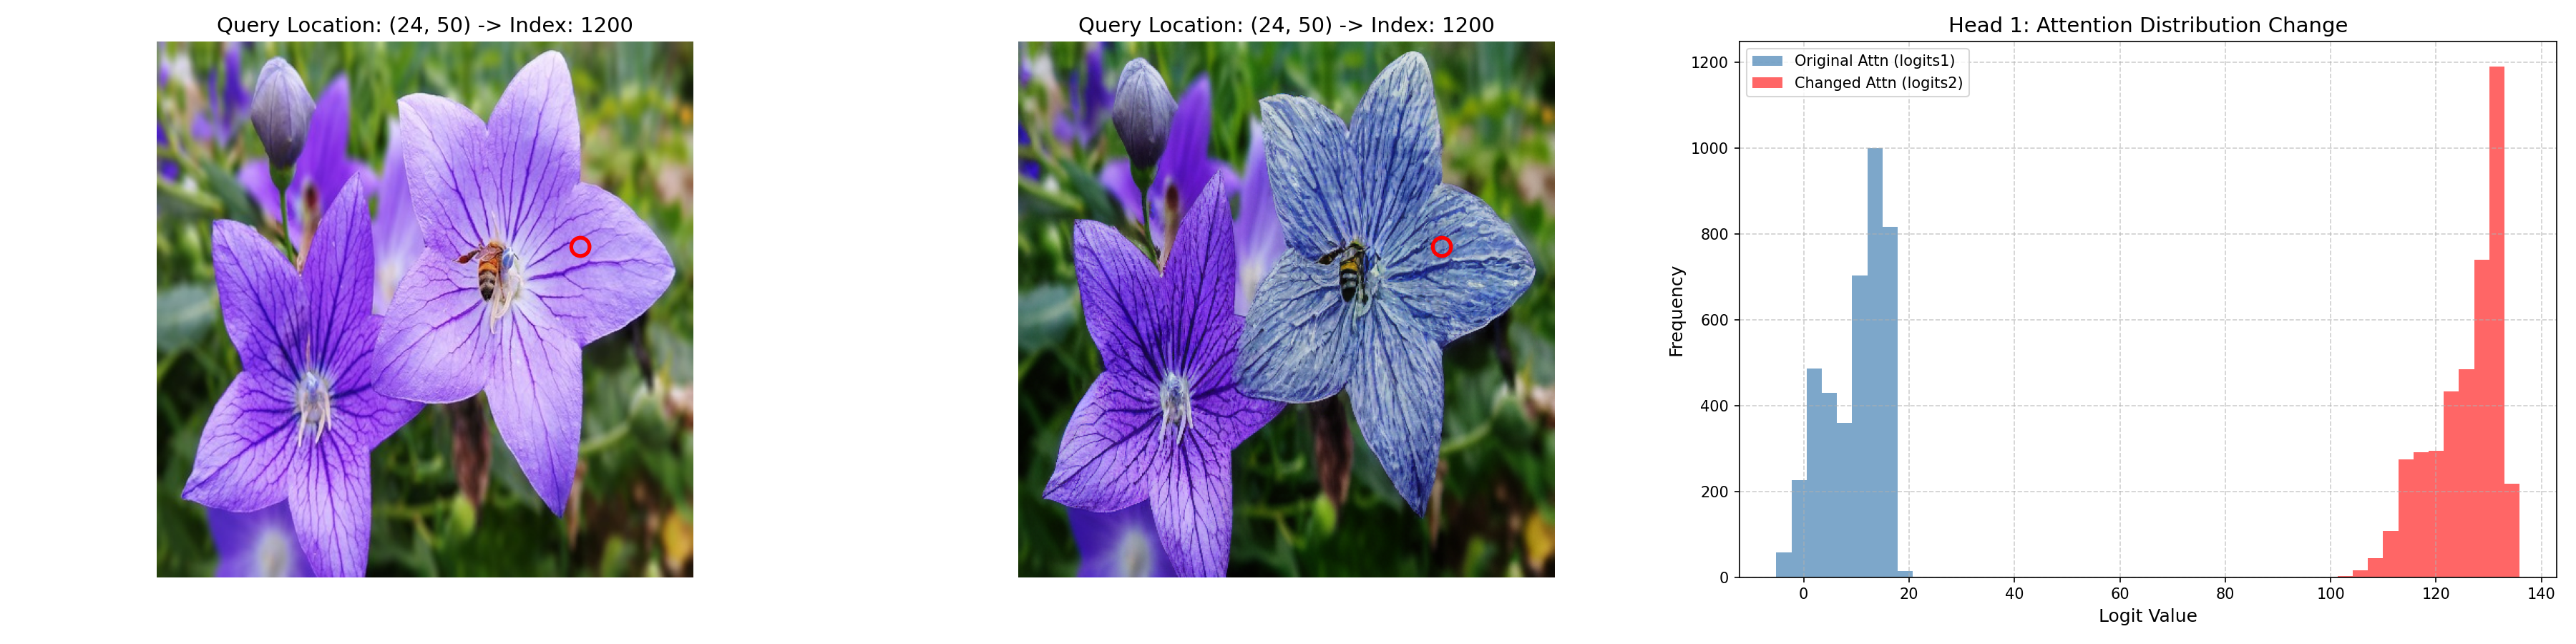 Query Location: (24, 50) -> Index: 1200
Query Location: (24, 50) -> Index: 1200
Head 1: Attention Distribution Change
Original Attn (logits1)
Changed Attn (logits2)
Frequency
1200
1000
800
600
400
200
0
0 20 40 60 80 100 120 140
Logit Value